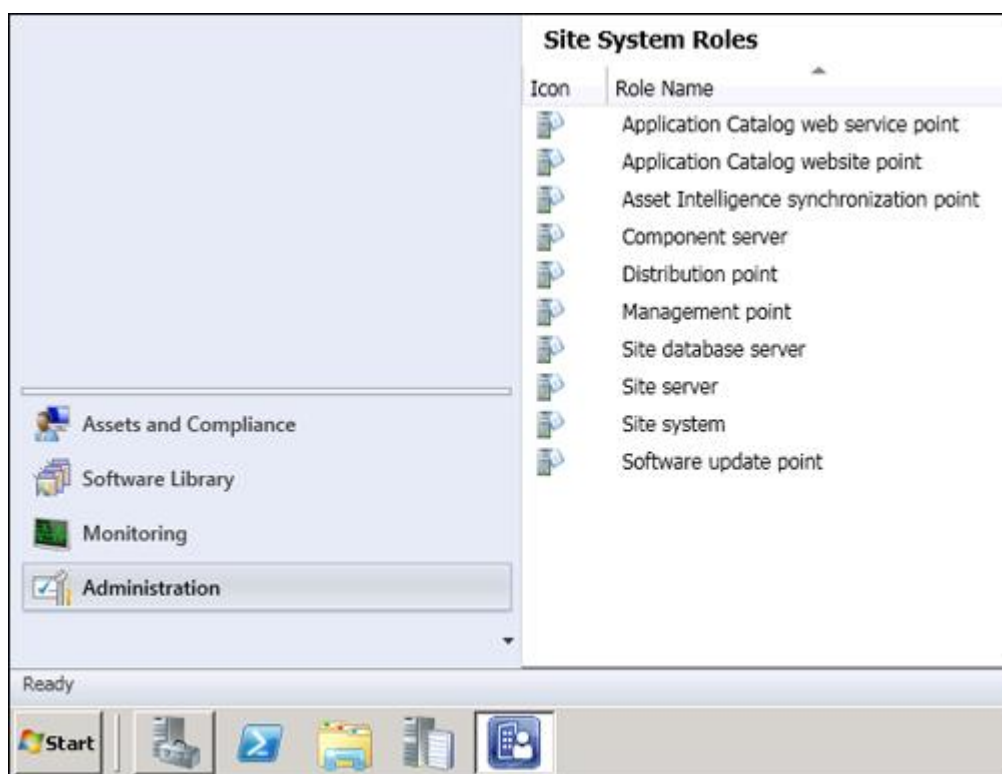 Site System Roles
Icon Role Name
Application Catalog web service point
Application Catalog website point
Asset Intelligence synchronization point
Component server
Distribution point
Management point
Site database server
Site server
Site system
Software update point
Assets and Compliance
Software Library
Monitoring
Administration
Ready
Start